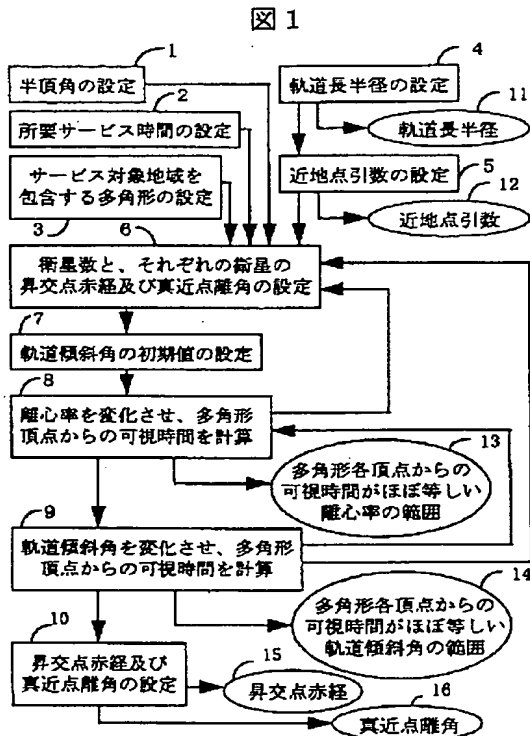 図1
1
半頂角の設定
2
所要サービス時間の設定
サービス対象地域を
包含する多角形の設定
3
4
軌道長半径の設定
11
軌道長半径
近地点引数の設定
5
12
近地点引数
6
衛星数と、それぞれの衛星の
昇交点赤経及び真近点離角の設定
7
軌道傾斜角の初期値の設定
8
離心率を変化させ、多角形
頂点からの可視時間を計算
13
多角形各頂点からの
可視時間がほぼ等しい
離心率の範囲
9
軌道傾斜角を変化させ、多角形
頂点からの可視時間を計算
14
多角形各頂点からの
可視時間がほぼ等しい
軌道傾斜角の範囲
10
昇交点赤経及び
真近点離角の設定
15
昇交点赤経
16
真近点離角